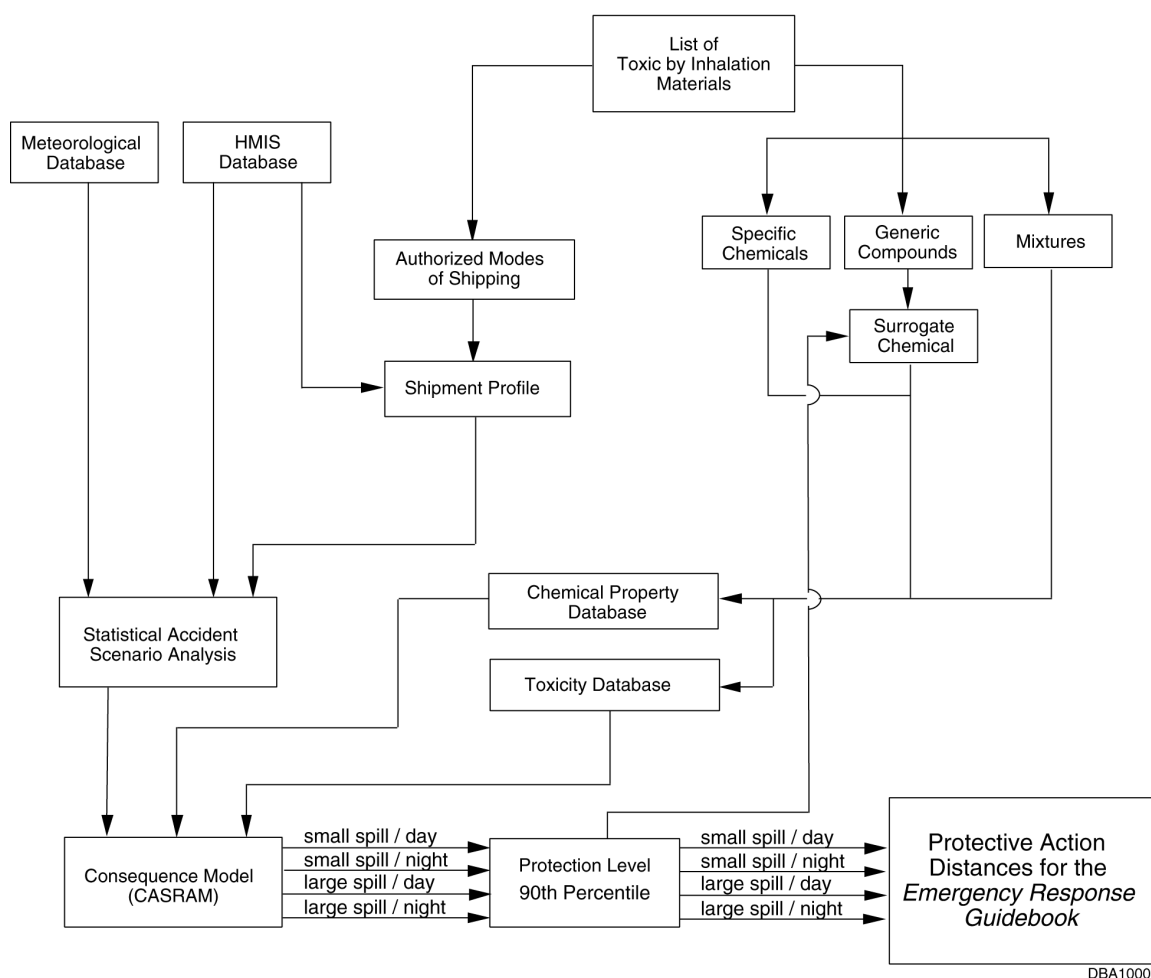 List of
Toxic by Inhalation
Materials
Meteorological
Database
HMIS
Database
Specific
Chemicals
Generic
Compounds
Mixtures
Authorized Modes
of Shipping
Surrogate
Chemical
Shipment Profile
Chemical Property
Database
Statistical Accident
Scenario Analysis
Toxicity Database
Consequence Model
(CASRAM)
small spill / day
small spill / night
large spill / day
large spill / night
Protection Level
90th Percentile
small spill / day
small spill / night
large spill / day
large spill / night
Protective Action
Distances for the
Emergency Response
Guidebook
DBA1000